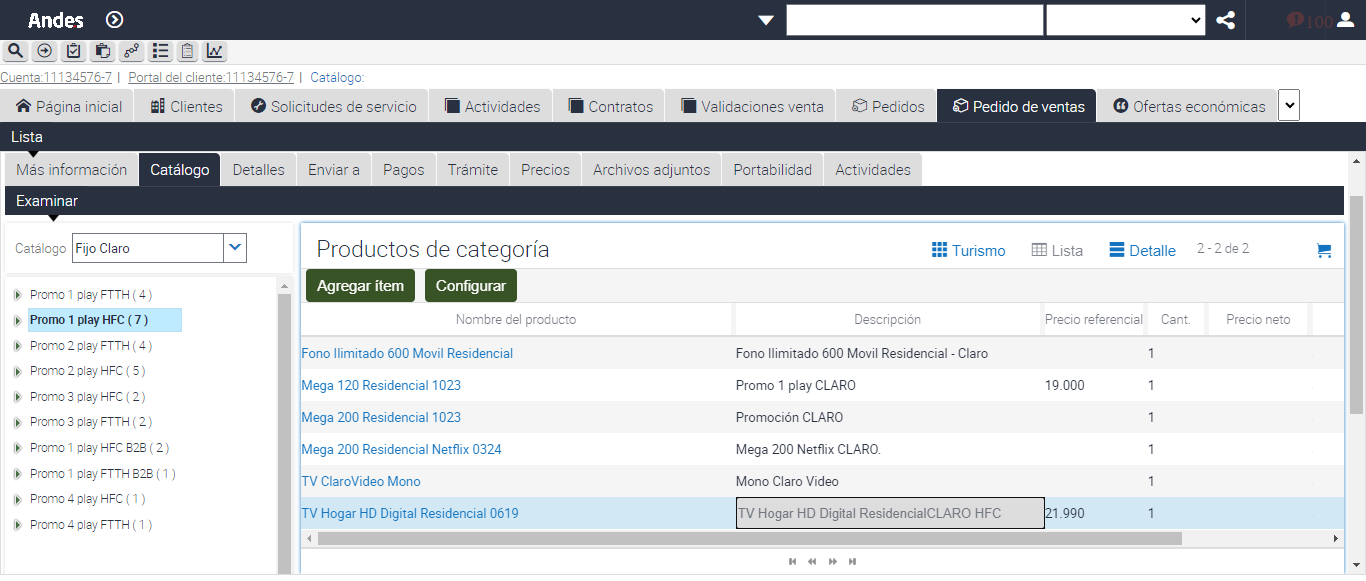 Andes
100
Cuenta:11134576-7 | Portal del cliente:11134576-7 | Catálogo:
Página inicial Clientes Solicitudes de servicio Actividades Contratos Validaciones venta Pedidos Pedido de ventas Ofertas económicas
Lista
Más información Catálogo Detalles Enviar a Pagos Trámite Precios Archivos adjuntos Portabilidad Actividades
Examinar
Catálogo Fijo Claro
Promo 1 play FTTH ( 4 )
Promo 1 play HFC ( 7 )
Promo 2 play FTTH ( 4 )
Promo 2 play HFC ( 5 )
Promo 3 play HFC ( 2 )
Promo 3 play FTTH ( 2 )
Promo 1 play HFC B2B ( 2 )
Promo 1 play FTTH B2B ( 1 )
Promo 4 play HFC ( 1 )
Promo 4 play FTTH ( 1 )
Productos de categoría Turismo Lista Detalle 2 - 2 de 2
Agregar ítem Configurar
Nombre del producto Descripción Precio referencial Cant. Precio neto
Fono Ilimitado 600 Movil Residencial Fono Ilimitado 600 Movil Residencial - Claro 1
Mega 120 Residencial 1023 Promo 1 play CLARO 19.000 1
Mega 200 Residencial 1023 Promoción CLARO 1
Mega 200 Residencial Netflix 0324 Mega 200 Netflix CLARO. 1
TV ClaroVideo Mono Mono Claro Video 1
TV Hogar HD Digital Residencial 0619 TV Hogar HD Digital ResidencialCLARO HFC 21.990 1